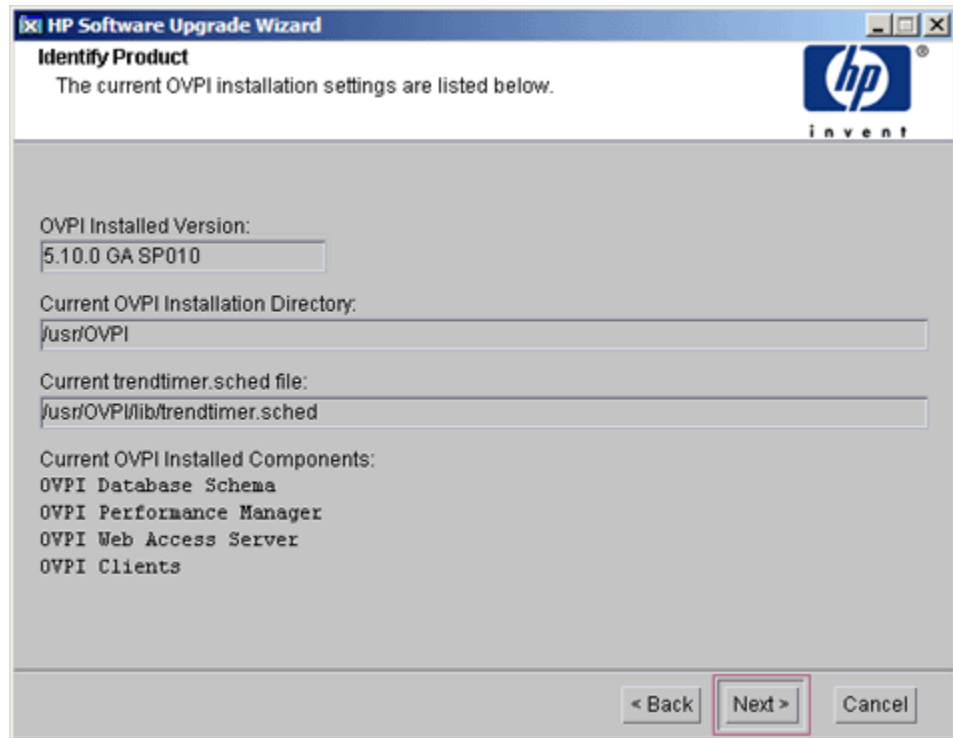 HP Software Upgrade Wizard
Identify Product
The current OVPI installation settings are listed below.
hp
®
invent
OVPI Installed Version:
5.10.0 GA SP010
Current OVPI Installation Directory:
/usr/OVPI
Current trendtimer.sched file:
/usr/OVPI/lib/trendtimer.sched
Current OVPI Installed Components:
OVPI Database Schema
OVPI Performance Manager
OVPI Web Access Server
OVPI Clients
< Back Next > Cancel